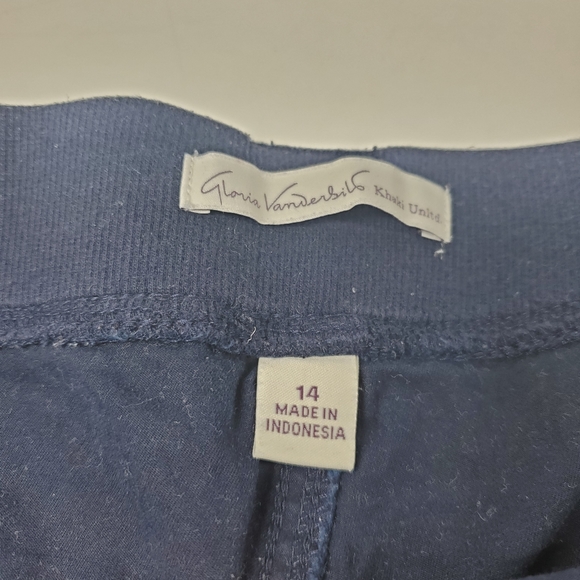 Gloria Vanderbilt Khaki Unltd.
14
MADE IN
INDONESIA